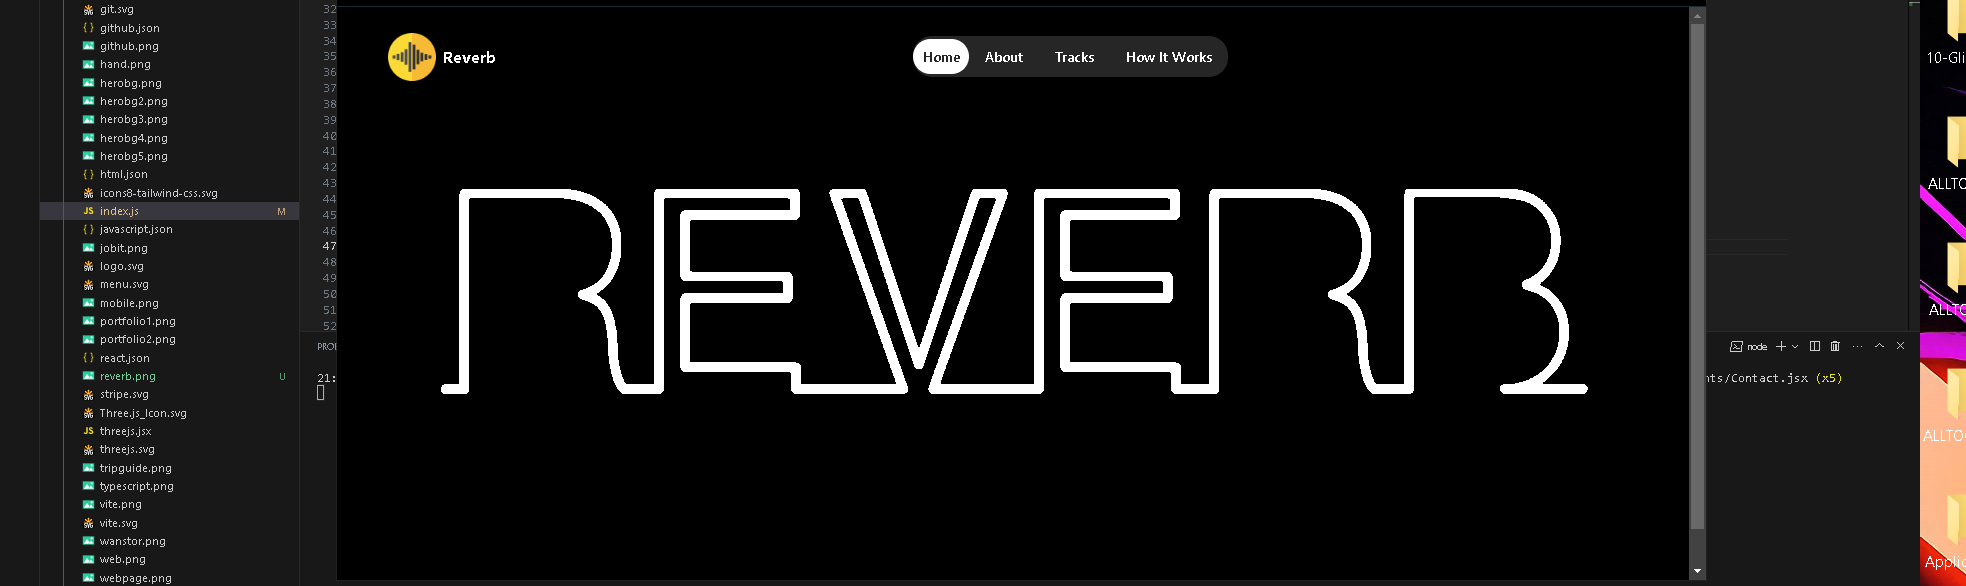 git.svg
github.json
github.png
hand.png
herobg.png
herobg2.png
herobg3.png
herobg4.png
herobg5.png
html.json
icons8-tailwind-css.svg
JS index.js M
javascript.json
jobit.png
logo.svg
menu.svg
mobile.png
portfolio1.png
portfolio2.png
react.json
reverb.png U
stripe.svg
Three.js_Icon.svg
JS threejs.jsx
threejs.svg
tripguide.png
typescript.png
vite.png
vite.svg
wanstor.png
web.png
webpage.png
32
33
34
35
36
37
38
39
40
41
42
43
44
45
46
47
48
49
50
51
52
Reverb
Home About Tracks How It Works
REVERB
PROB
21:
node
nts/Contact.jsx (x5)
10-Gli
ALLTO
ALLTO
ALLTO
Applic